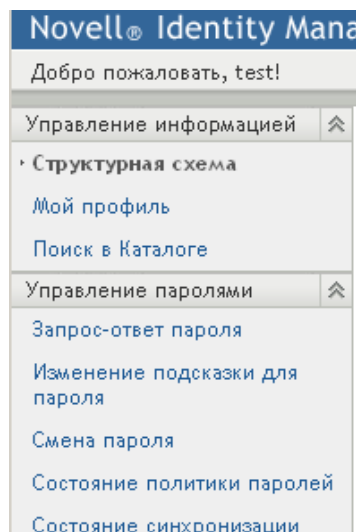 Novell® Identity Mana
Добро пожаловать, test!
Управление информацией
Структурная схема
Мой профиль
Поиск в Каталоге
Управление паролями
Запрос-ответ пароля
Изменение подсказки для
пароля
Смена пароля
Состояние политики паролей
Состояние синхронизации